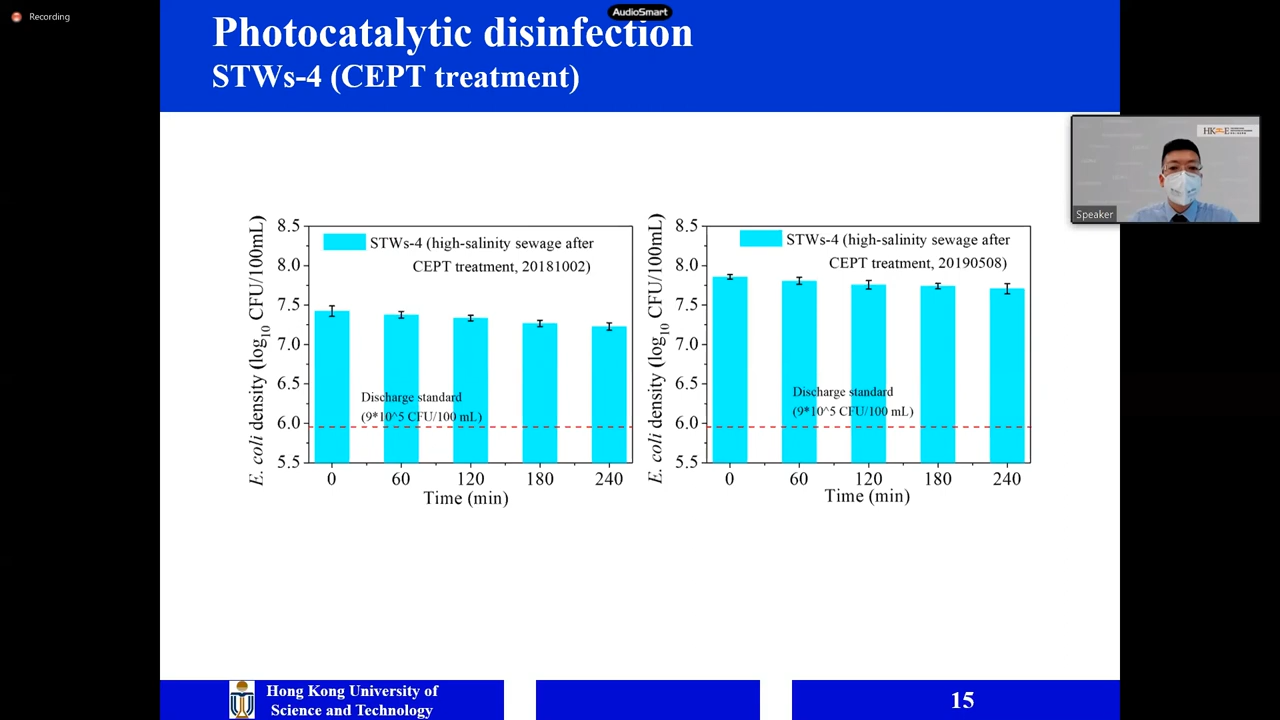 Recording
AudioSmart
Photocatalytic disinfection
STWs-4 (CEPT treatment)
HK E
Speaker
E. coli density (log10 CFU/100mL)
8.5
8.0
7.5
7.0
6.5
6.0
5.5
STWs-4 (high-salinity sewage after
CEPT treatment, 20181002)
Discharge standard
(9*10^5 CFU/100 mL)
0 60 120 180 240
Time (min)
E. coli density (log10 CFU/100mL)
8.5
8.0
7.5
7.0
6.5
6.0
5.5
STWs-4 (high-salinity sewage after
CEPT treatment, 20190508)
Discharge standard
(9*10^5 CFU/100 mL)
0 60 120 180 240
Time (min)
Hong Kong University of
Science and Technology
15